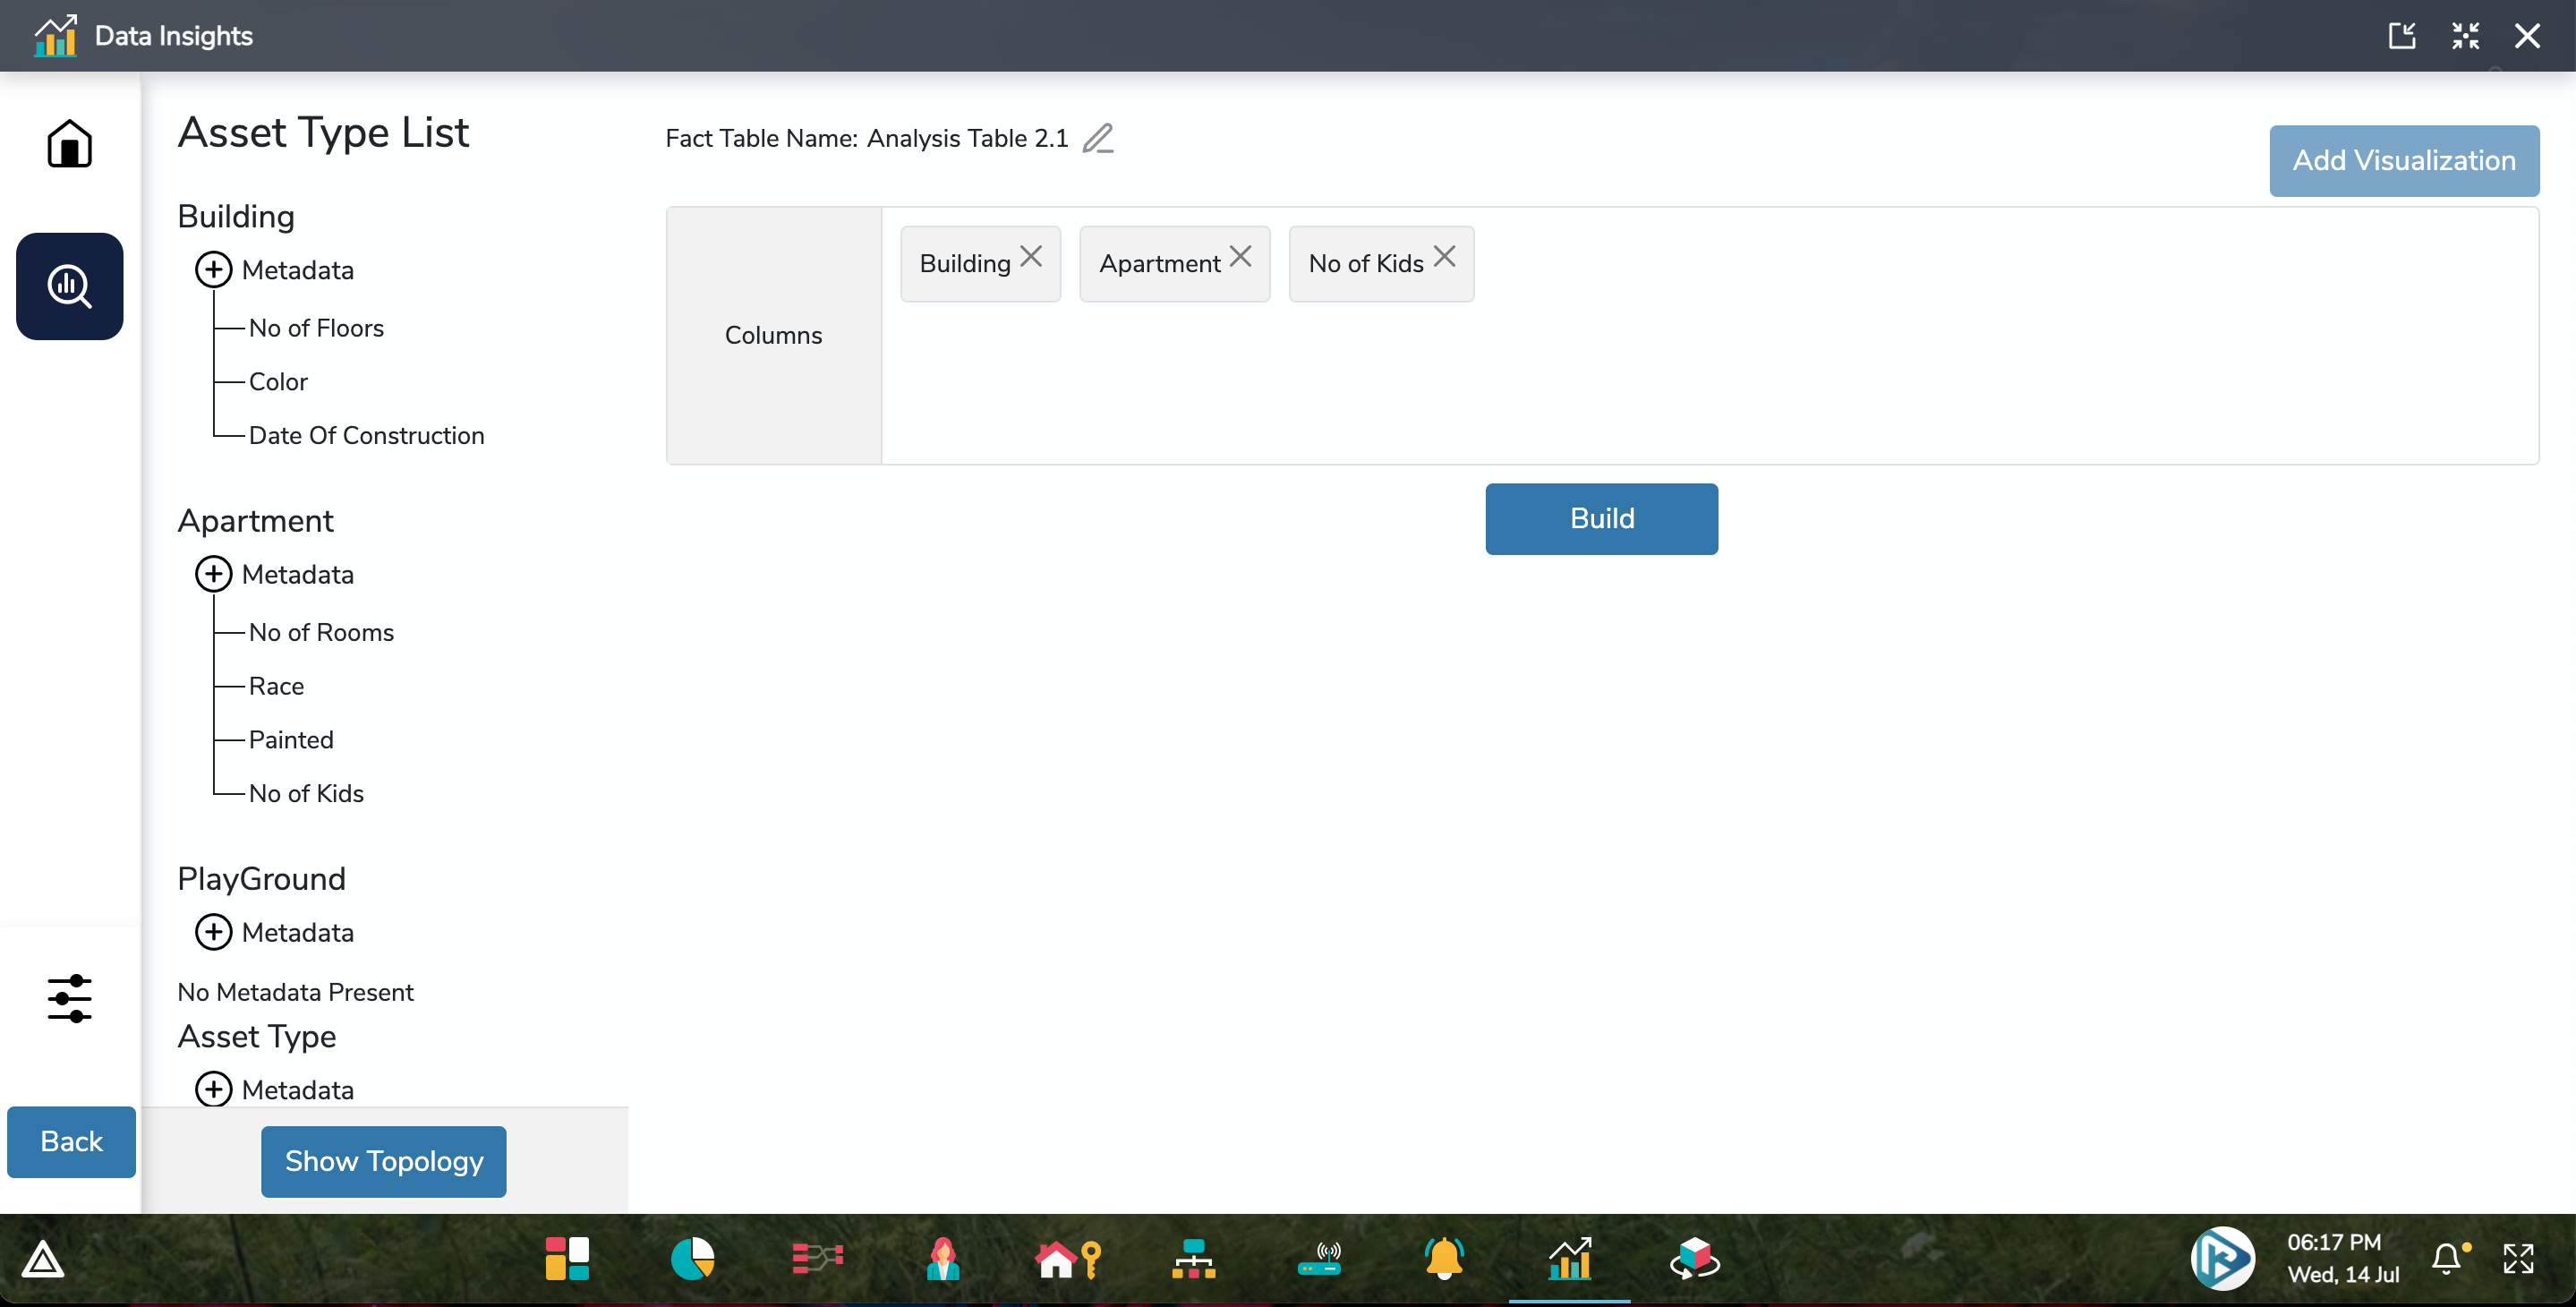 Data Insights
Asset Type List
Building
Metadata
No of Floors
Color
Date Of Construction
Apartment
Metadata
No of Rooms
Race
Painted
No of Kids
PlayGround
Metadata
No Metadata Present
Asset Type
Metadata
Back
Show Topology
Fact Table Name: Analysis Table 2.1
Add Visualization
Columns
Building Apartment No of Kids
Build
06:17 PM
Wed, 14 Jul